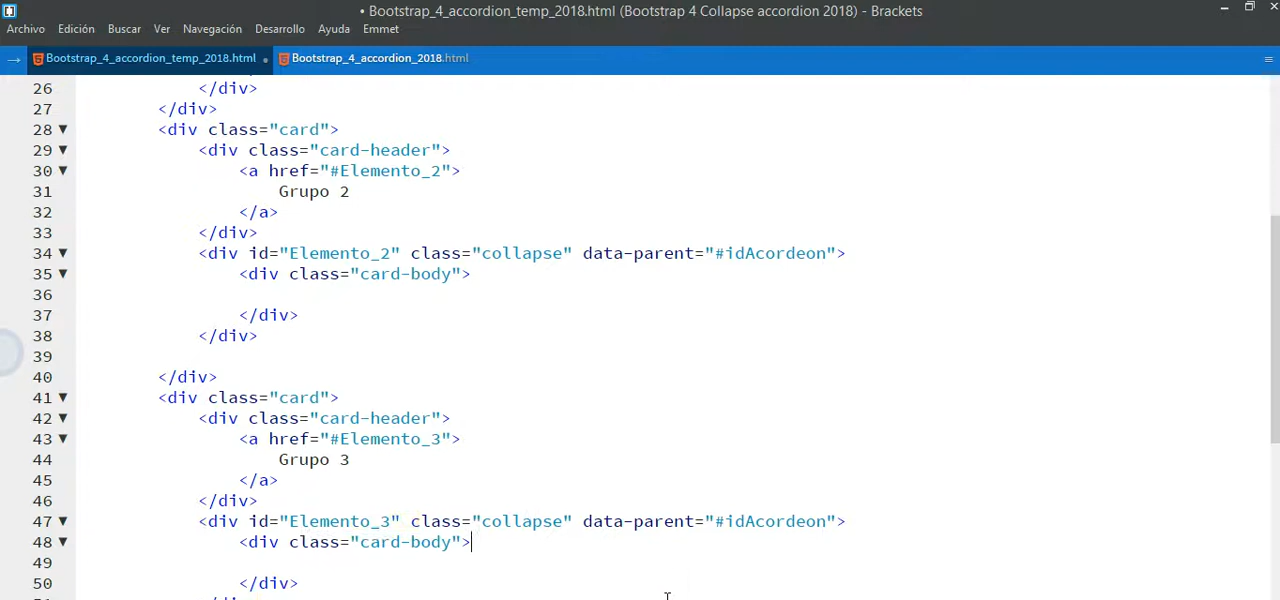 • Bootstrap_4_accordion_temp_2018.html (Bootstrap 4 Collapse accordion 2018) - Brackets
Archivo Edición Buscar Ver Navegación Desarrollo Ayuda Emmet
Bootstrap_4_accordion_temp_2018.html • Bootstrap_4_accordion_2018.html
26 </div>
27 </div>
28 <div class="card">
29 <div class="card-header">
30 <a href="#Elemento_2">
31 Grupo 2
32 </a>
33 </div>
34 <div id="Elemento_2" class="collapse" data-parent="#idAcordeon">
35 <div class="card-body">
36
37 </div>
38 </div>
39
40 </div>
41 <div class="card">
42 <div class="card-header">
43 <a href="#Elemento_3">
44 Grupo 3
45 </a>
46 </div>
47 <div id="Elemento_3" class="collapse" data-parent="#idAcordeon">
48 <div class="card-body">
49
50 </div>